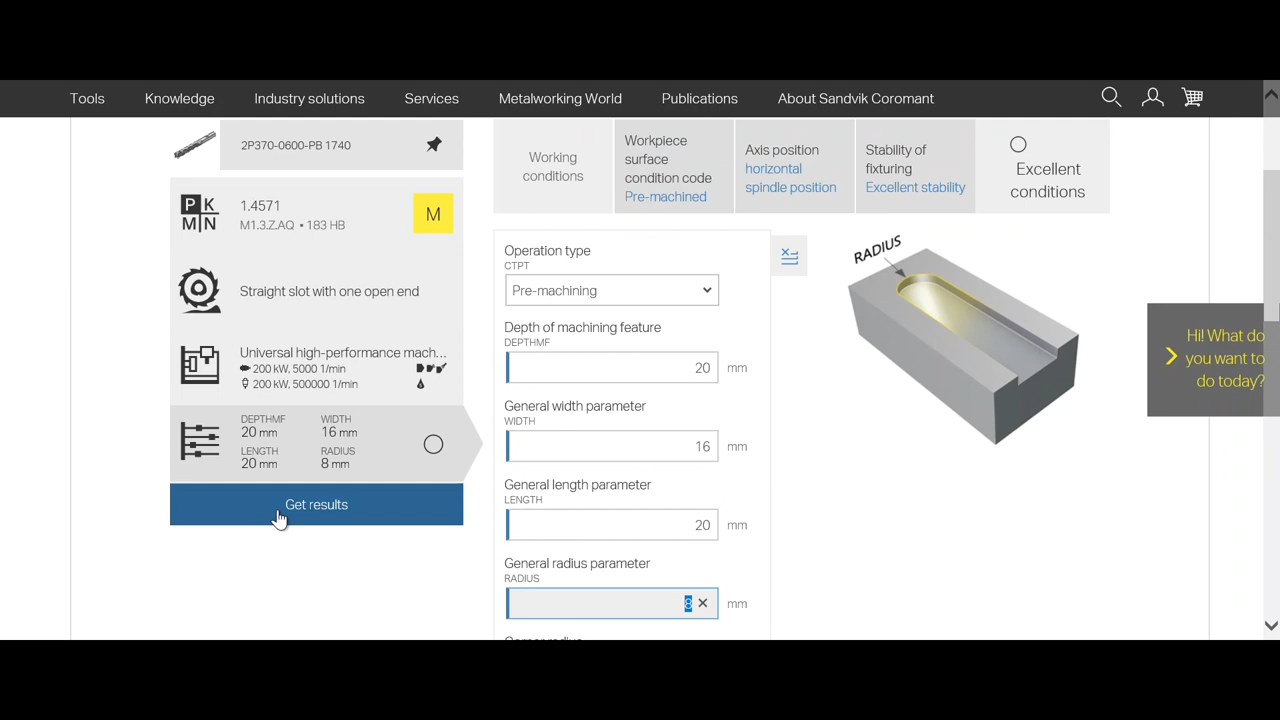 Tools Knowledge Industry solutions Services Metalworking World Publications About Sandvik Coromant
2P370-0600-PB 1740
P K
M N
1.4571
M1.3.Z.AQ • 183 HB
M
Straight slot with one open end
Universal high-performance mach...
200 kW, 5000 1/min
200 kW, 500000 1/min
DEPTHMF WIDTH
20 mm 16 mm
LENGTH RADIUS
20 mm 8 mm
Get results
Working
conditions
Workpiece
surface
condition code
Pre-machined
Axis position
horizontal
spindle position
Stability of
fixturing
Excellent stability
Excellent
conditions
Operation type
CTPT
Pre-machining
Depth of machining feature
DEPTHMF
20 mm
General width parameter
WIDTH
16 mm
General length parameter
LENGTH
20 mm
General radius parameter
RADIUS
8 mm
RADIUS
Hi! What do
you want to
do today?